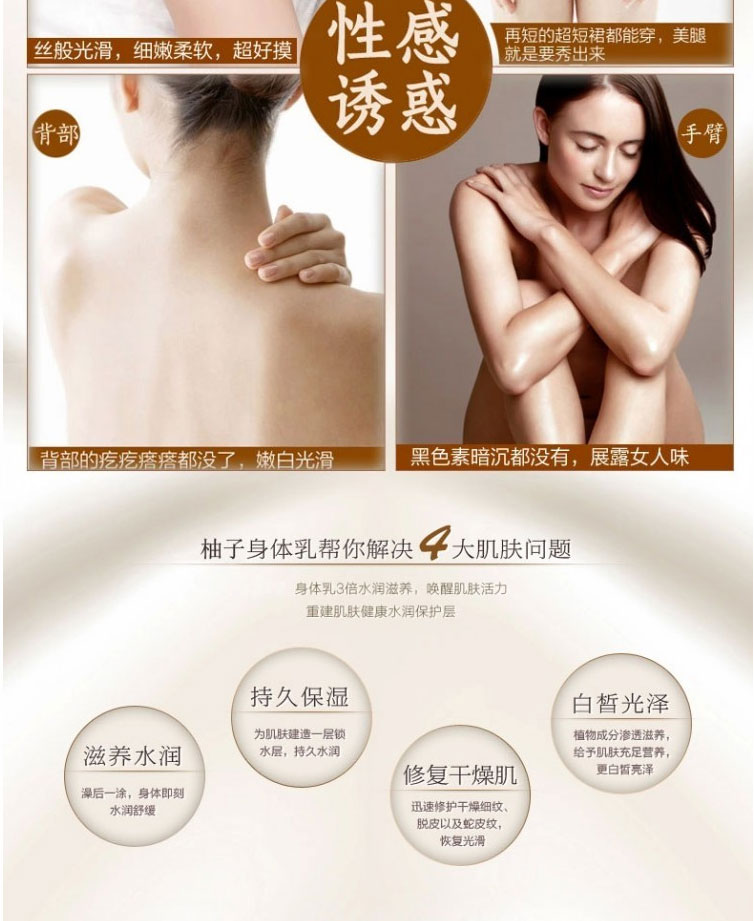 丝般光滑，细嫩柔软，超好摸
性感
诱惑
再短的超短裙都能穿，美腿
就是要秀出来
背部
手臂
背部的疙疙瘩瘩都没了，嫩白光滑
黑色素暗沉都没有，展露女人味
柚子身体乳帮你解决4大肌肤问题
身体乳3倍水润滋养，唤醒肌肤活力
重建肌肤健康水润保护层
滋养水润
澡后一涂，身体即刻
水润舒缓
持久保湿
为肌肤建造一层锁
水层，持久水润
修复干燥肌
迅速修护干燥细纹、
脱皮以及蛇皮纹，
恢复光滑
白皙光泽
植物成分渗透滋养，
给予肌肤充足营养，
更白皙亮泽